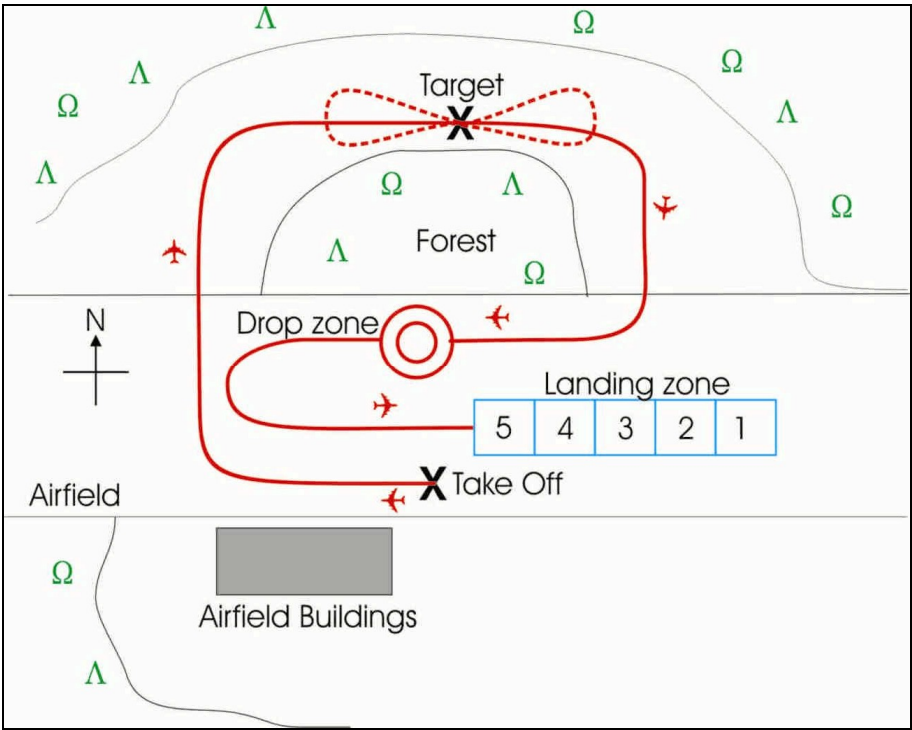 Target
Forest
N
Drop zone
Landing zone
5 4 3 2 1
Take Off
Airfield
Airfield Buildings